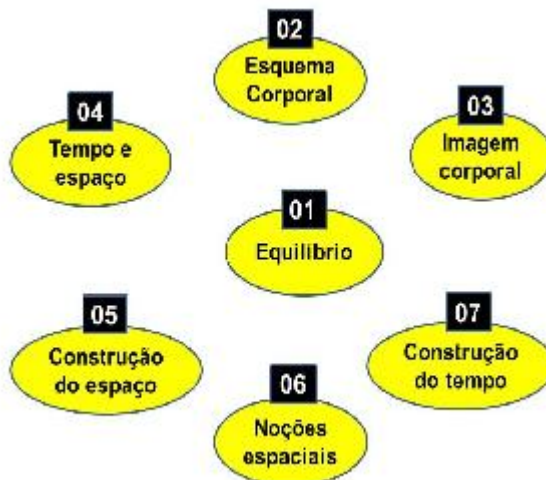 02
Esquema
Corporal
04
Tempo e
espaço
03
Imagem
corporal
01
Equilíbrio
05
Construção
do espaço
07
Construção
do tempo
06
Noções
espaciais